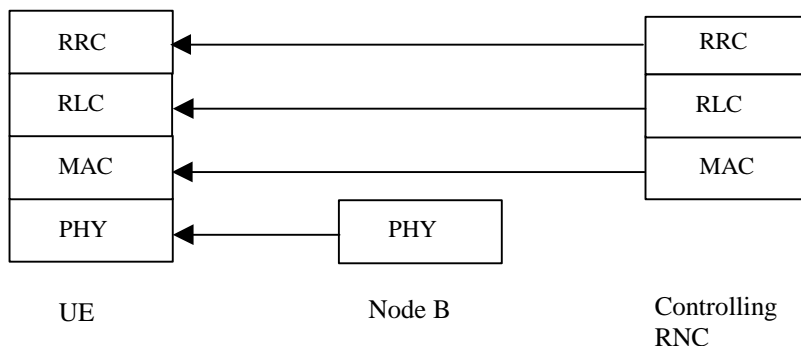 RRC
RRC
RLC
RLC
MAC
MAC
PHY
PHY
UE
Node B
Controlling
RNC